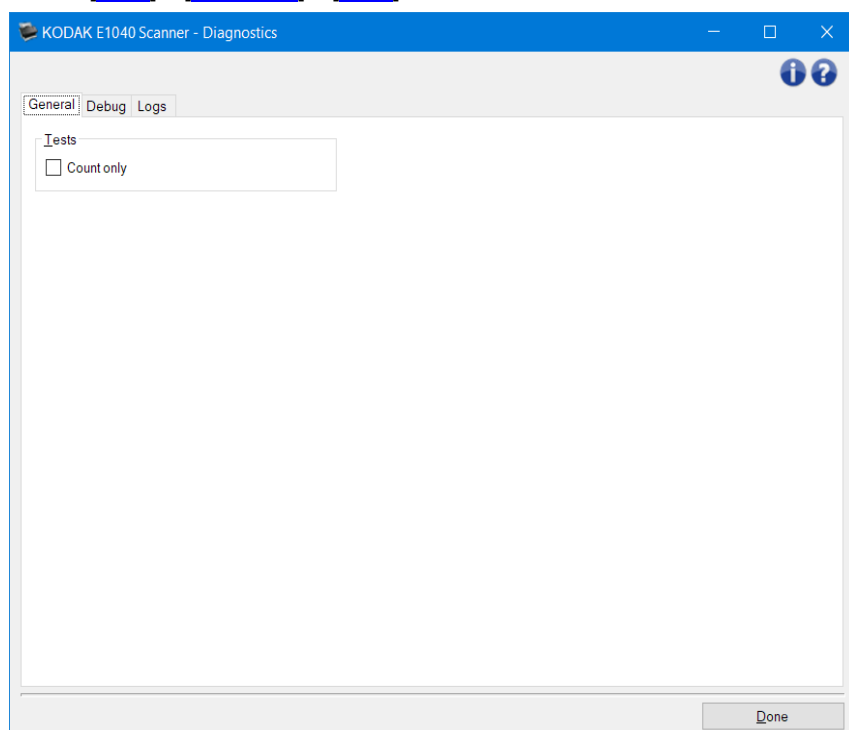 KODAK E1040 Scanner - Diagnostics
General Debug Logs
Tests
Count only
Done